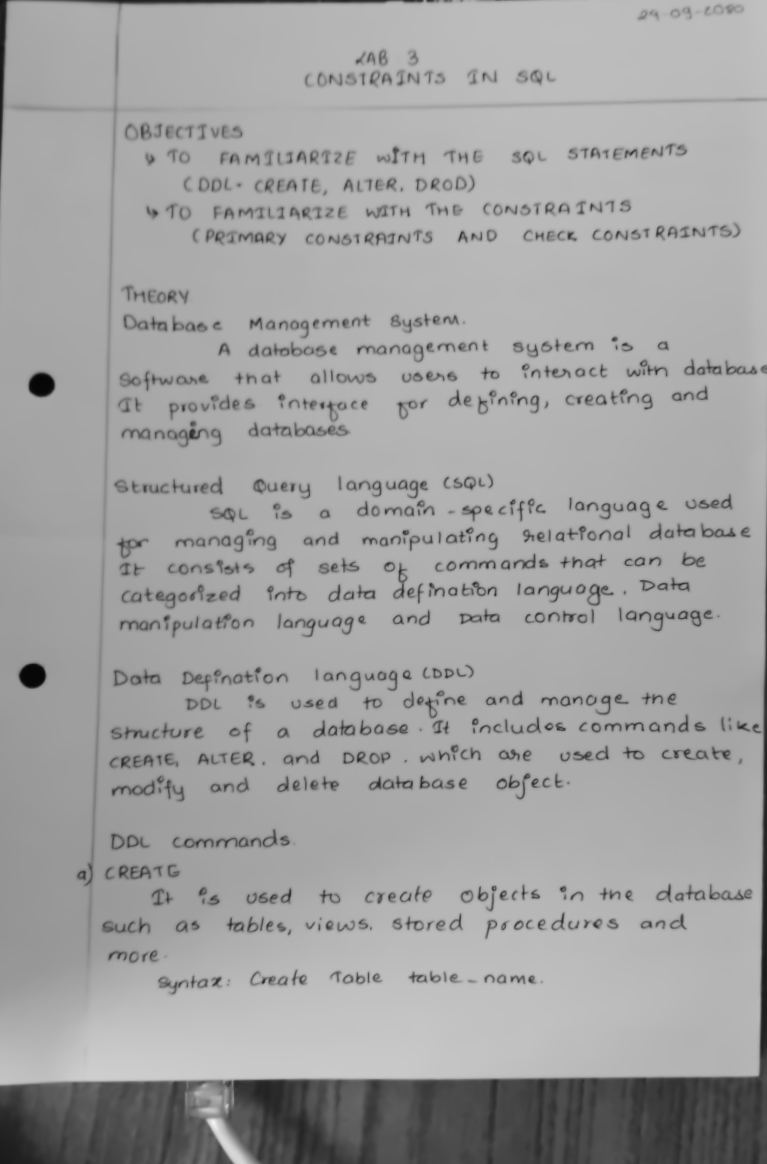 24-09-2080
LAB 3
CONSTRAINTS IN SQL
OBJECTIVES
↳ TO FAMILIARIZE WITH THE SQL STATEMENTS
(DDL- CREATE, ALTER, DROD)
↳ TO FAMILIARIZE WITH THE CONSTRAINTS
(PRIMARY CONSTRAINTS AND CHECK CONSTRAINTS)
THEORY
Database Management System.
A database management system is a
Software that allows users to interact with database
It provides interface for defining, creating and
managing databases
Structured Query language (SQL)
SQL is a domain-specific language used
for managing and manipulating relational database
It consists of sets of commands that can be
categorized into data defination language. Data
manipulation language and Data control language.
Data Defination language (DDL)
DDL is used to define and manage the
structure of a database. It includes commands like
CREATE, ALTER. and DROP. which are used to create,
modify and delete database object.
DDL commands.
a) CREATE
It is used to create objects in the database
such as tables, views. stored procedures and
more.
Syntax: Create Table table_name.